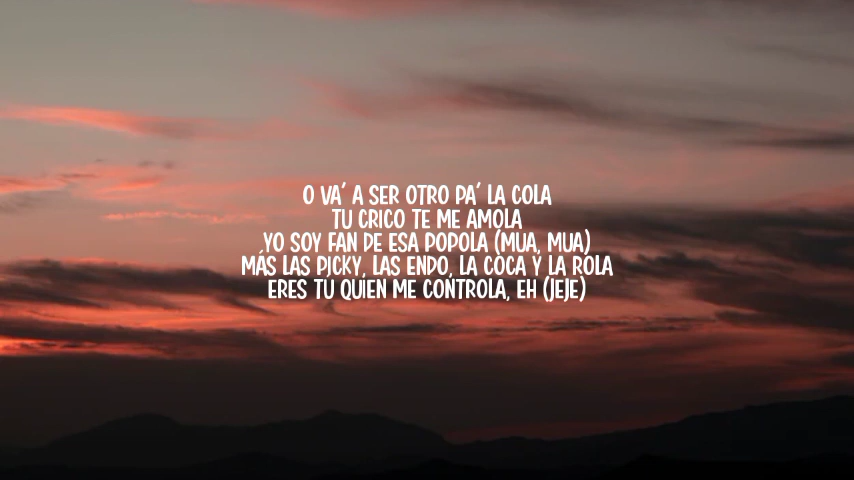 O VA' A SER OTRO PA' LA COLA
TU CRICO TE ME AMOLA
YO SOY FAN DE ESA POPOLA (MUA, MUA)
MÁS LAS PICKY, LAS ENDO, LA COCA Y LA ROLA
ERES TU QUIEN ME CONTROLA, EH (JEJE)